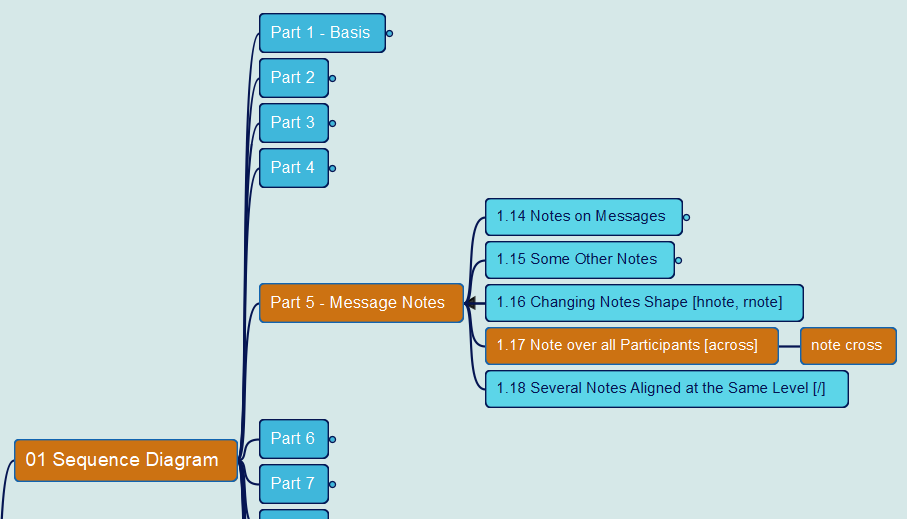 Part 1 - Basis
Part 2
Part 3
Part 4
1.14 Notes on Messages
1.15 Some Other Notes
Part 5 - Message Notes
1.16 Changing Notes Shape [hnote, rnote]
1.17 Note over all Participants [across]
note cross
1.18 Several Notes Aligned at the Same Level [/]
Part 6
01 Sequence Diagram
Part 7